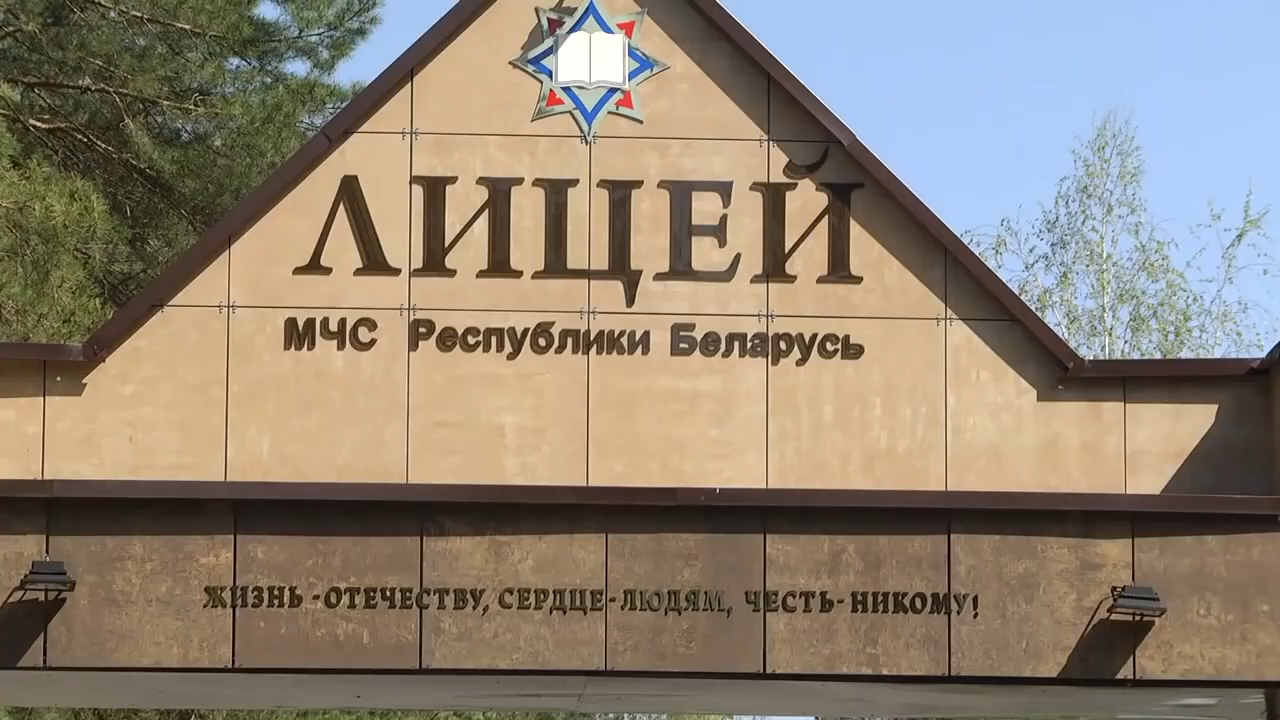 ЛИЦЕЙ
МЧС Республики Беларусь
ЖИЗНЬ - ОТЕЧЕСТВУ, СЕРДЦЕ - ЛЮДЯМ, ЧЕСТЬ - НИКОМУ!